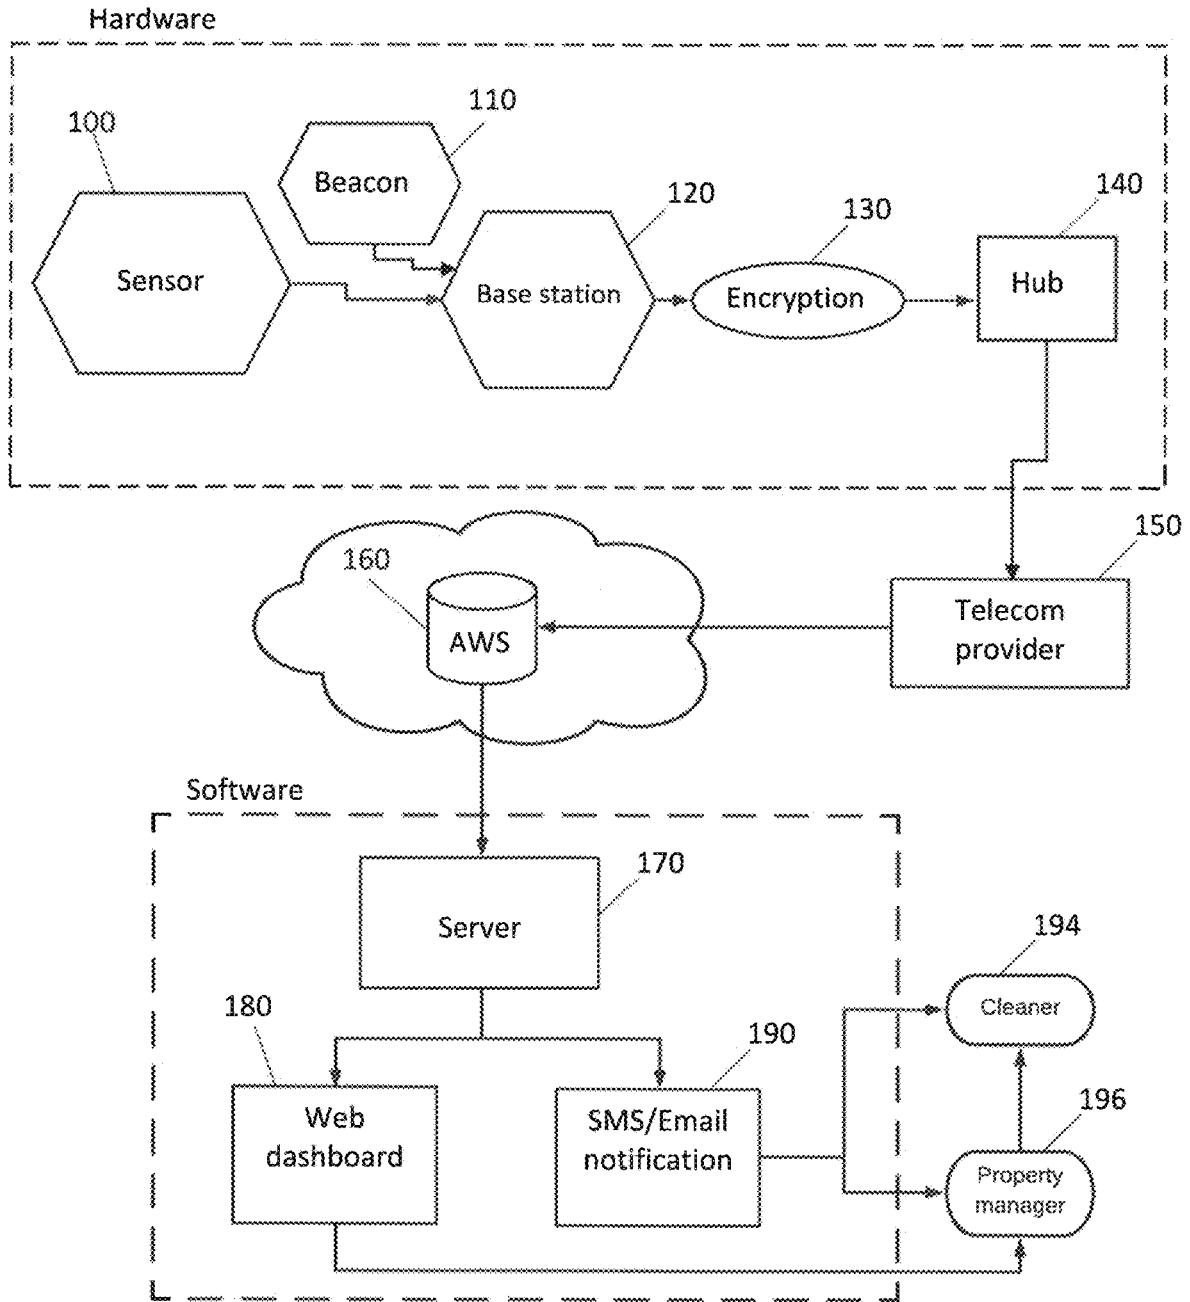 Hardware
110
100
Beacon
120
140
130
Sensor
Base station
Encryption
Hub
150
160
Telecom
provider
AWS
Software
170
Server
194
180
190
Cleaner
Web
dashboard
SMS/Email
notification
196
Property
manager